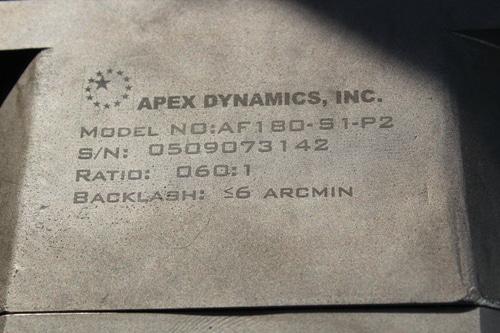 APEX DYNAMICS, INC.
MODEL NO:AF180-S1-P2
S/N: 0509073142
RATIO: 060:1
BACKLASH: ≤6 ARCMIN